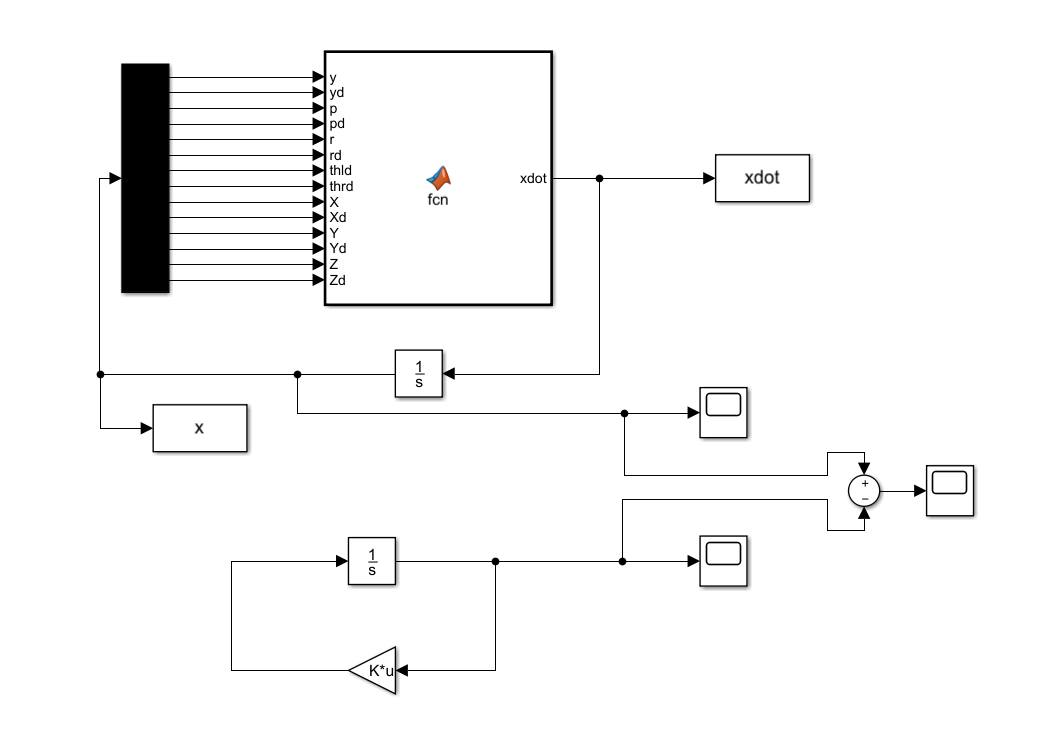 y
yd
p
pd
r
rd
thld
thrd
X
Xd
Y
Yd
Z
Zd
fcn
xdot
xdot
1
s
x
+
−
1
s
K*u